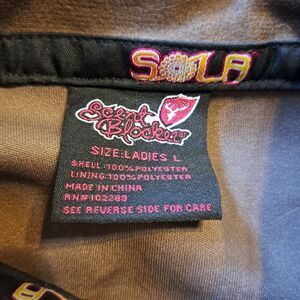 SOLA
Scent
Blocker
SIZE:LADIES L
SHELL:100%POLYESTER
LINING:100%POLYESTER
MADE IN CHINA
RN#102289
SEE REVERSE SIDE FOR CARE